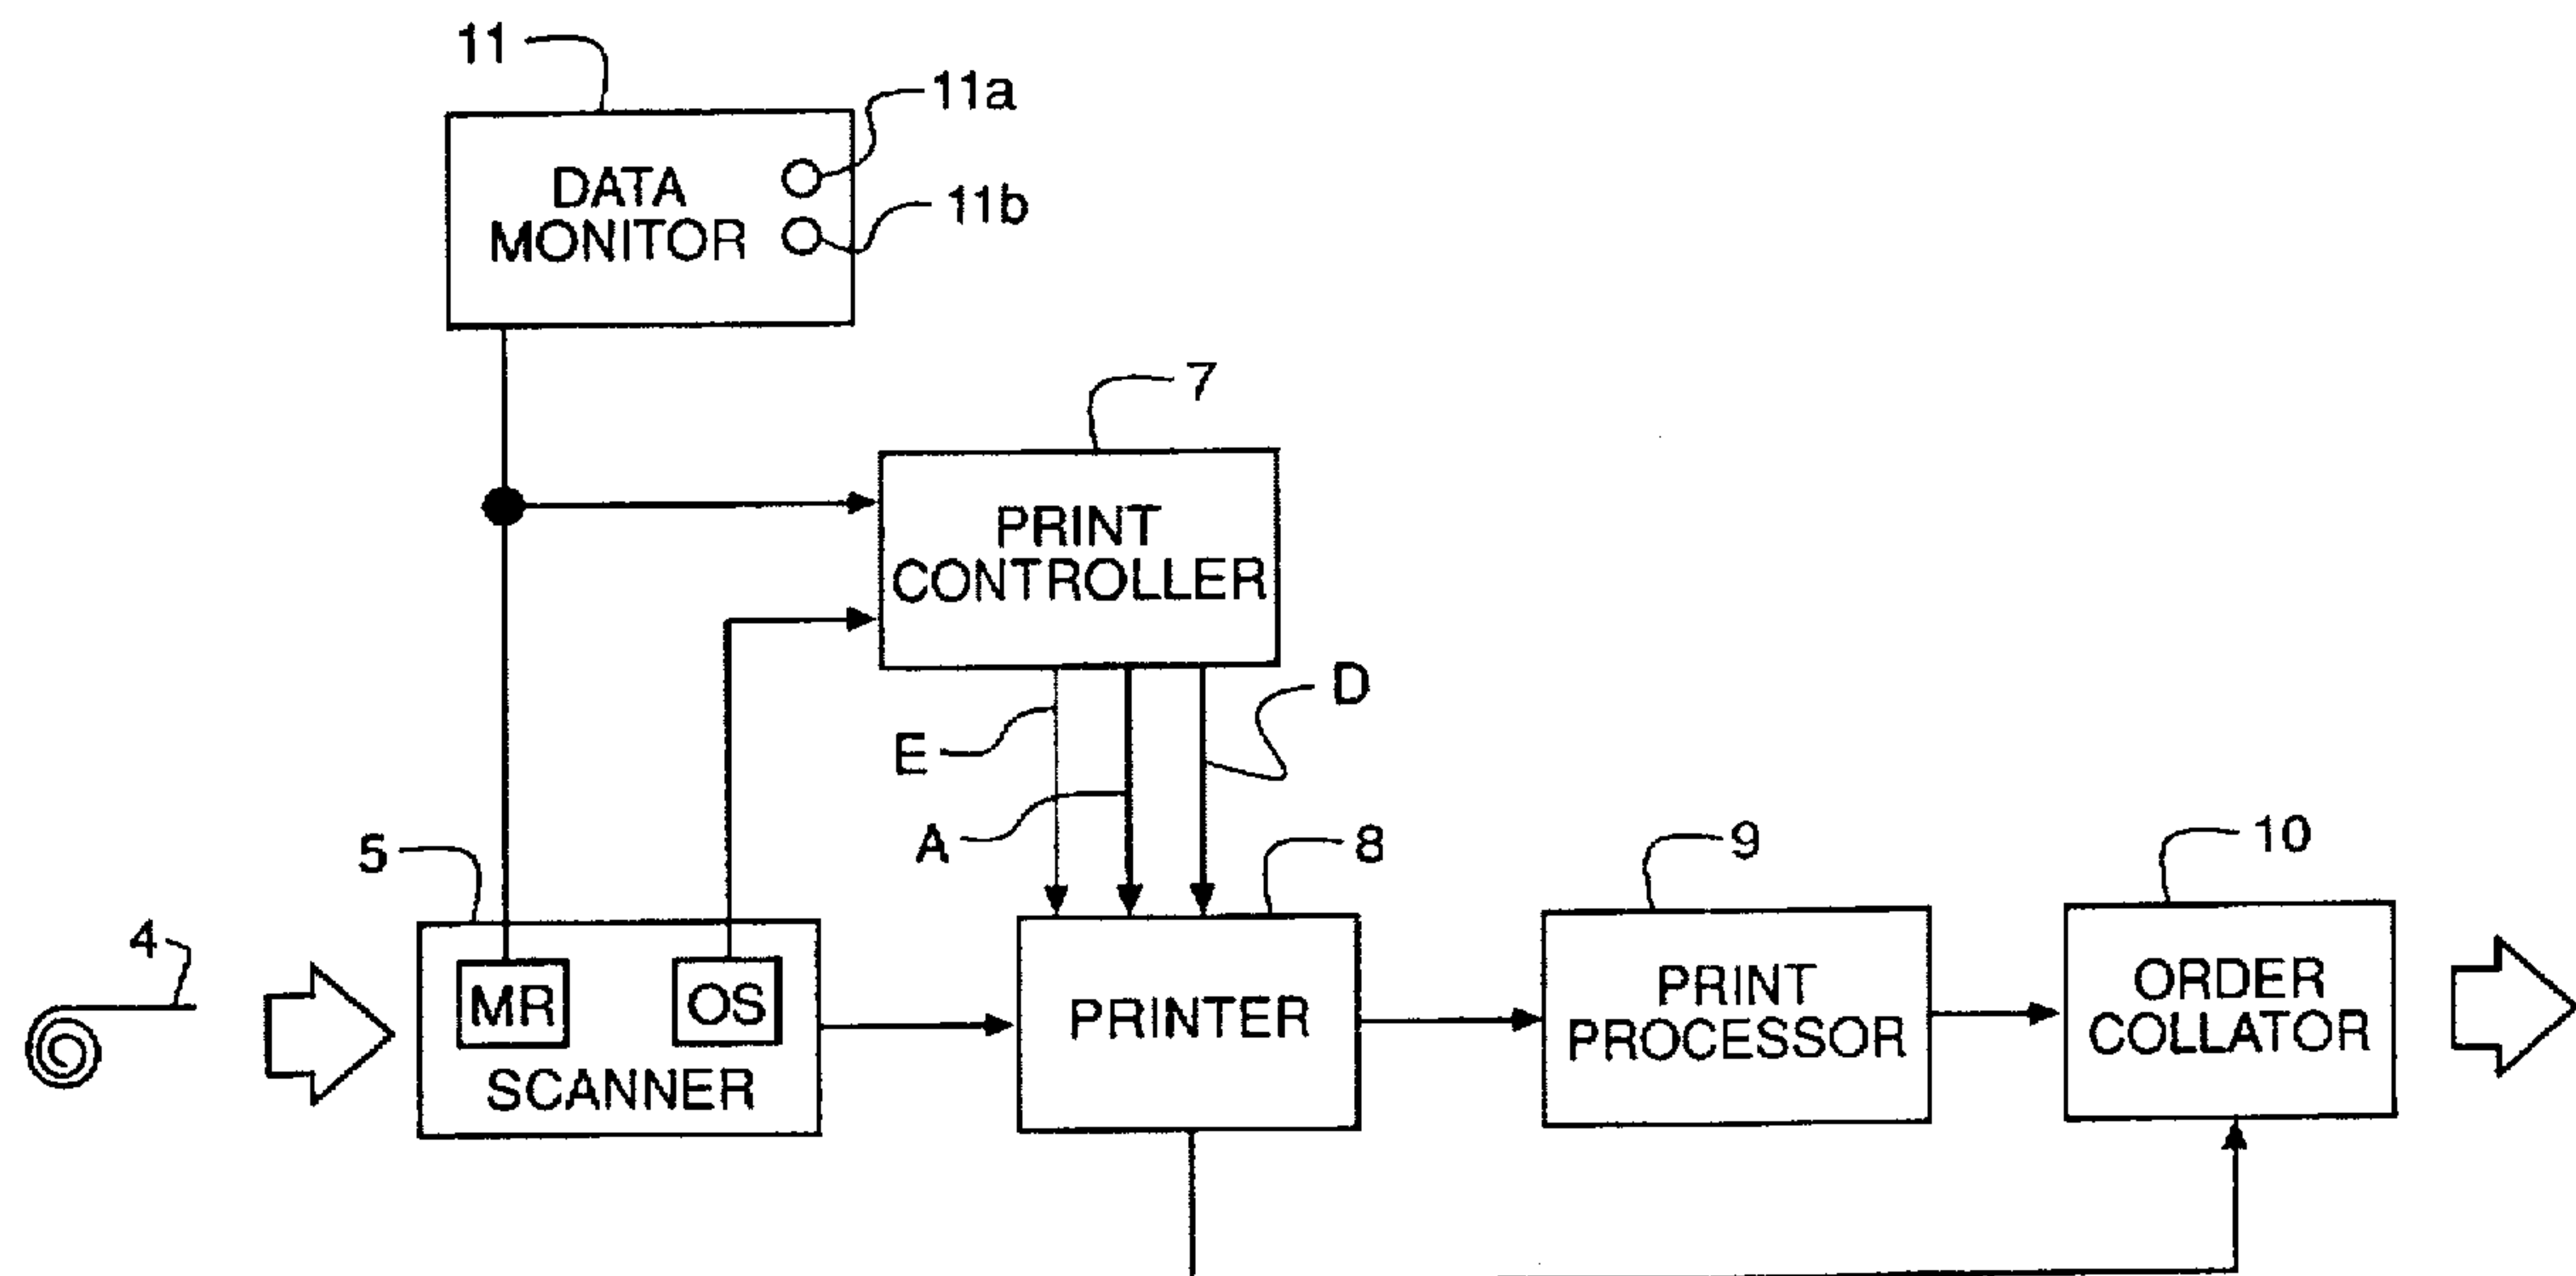 11
11a
DATA
MONITOR
11b
7
PRINT
CONTROLLER
D
E
A
5
8
9
10
4
MR
OS
SCANNER
PRINTER
PRINT
PROCESSOR
ORDER
COLLATOR